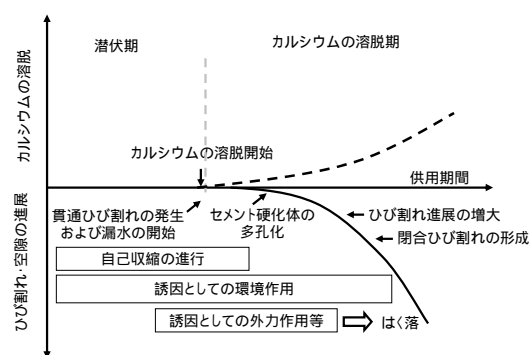 潜伏期
カルシウムの溶脱期
カルシウムの溶脱
カルシウムの溶脱開始
供用期間
貫通ひび割れの発生
および漏水の開始
セメント硬化体の
多孔化
ひび割れ進展の増大
閉合ひび割れの形成
ひび割れ・空隙の進展
自己収縮の進行
誘因としての環境作用
誘因としての外力作用等
はく落